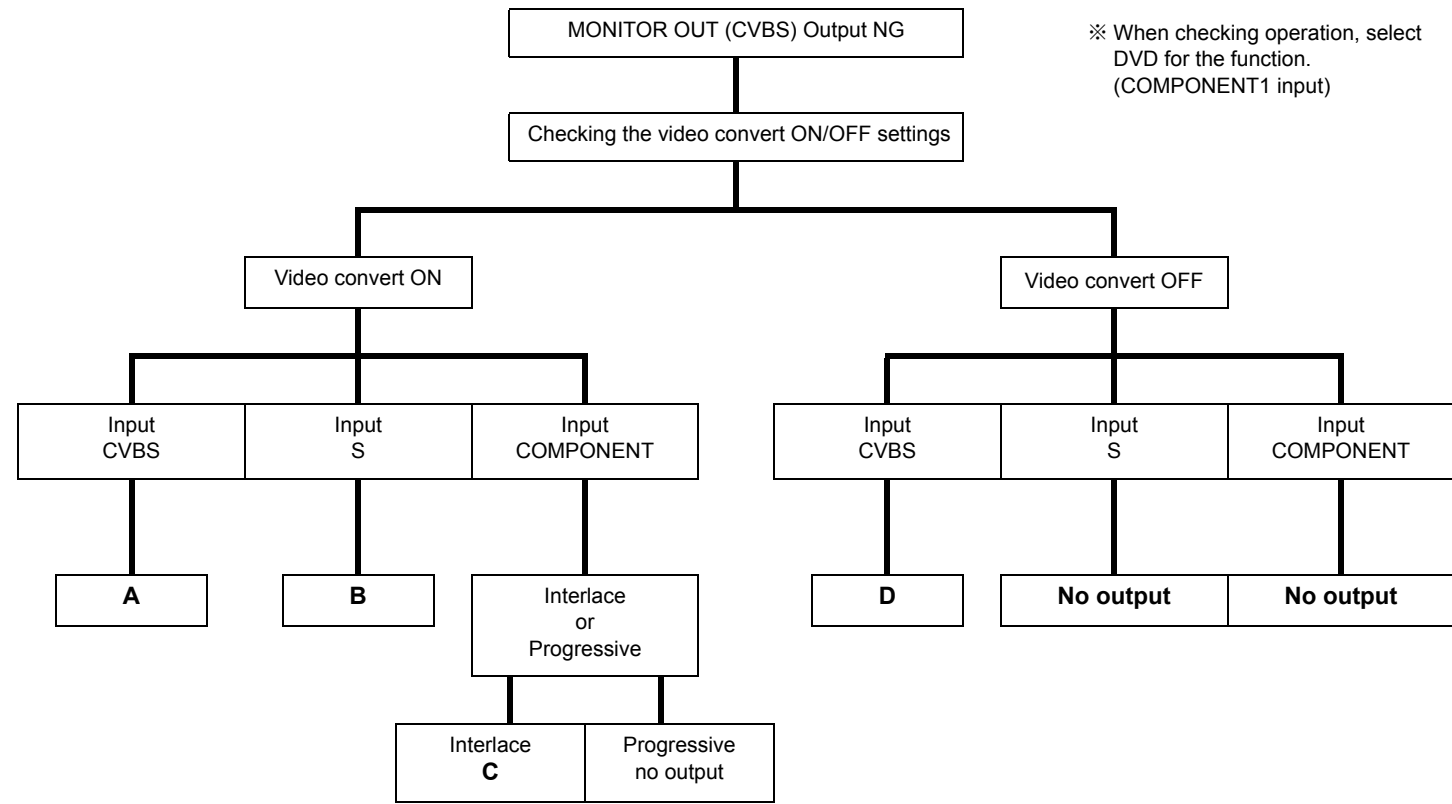 MONITOR OUT (CVBS) Output NG
※ When checking operation, select
DVD for the function.
(COMPONENT1 input)
Checking the video convert ON/OFF settings
Video convert ON
Video convert OFF
Input
CVBS
Input
S
Input
COMPONENT
Input
CVBS
Input
S
Input
COMPONENT
A
B
Interlace
or
Progressive
D
No output
No output
Interlace
C
Progressive
no output